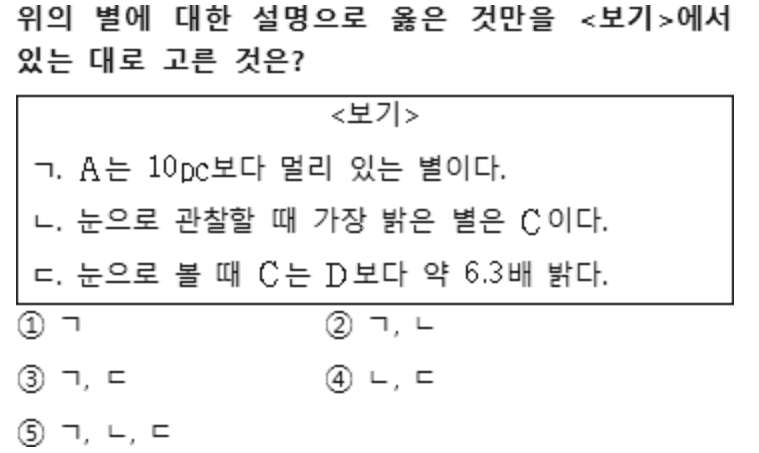 위의 별에 대한 설명으로 옳은 것만을 <보기>에서
있는 대로 고른 것은?
<보기>
ㄱ. A는 10pc보다 멀리 있는 별이다.
ㄴ. 눈으로 관찰할 때 가장 밝은 별은 C이다.
ㄷ. 눈으로 볼 때 C는 D보다 약 6.3배 밝다.
① ㄱ ② ㄱ, ㄴ
③ ㄱ, ㄷ ④ ㄴ, ㄷ
⑤ ㄱ, ㄴ, ㄷ